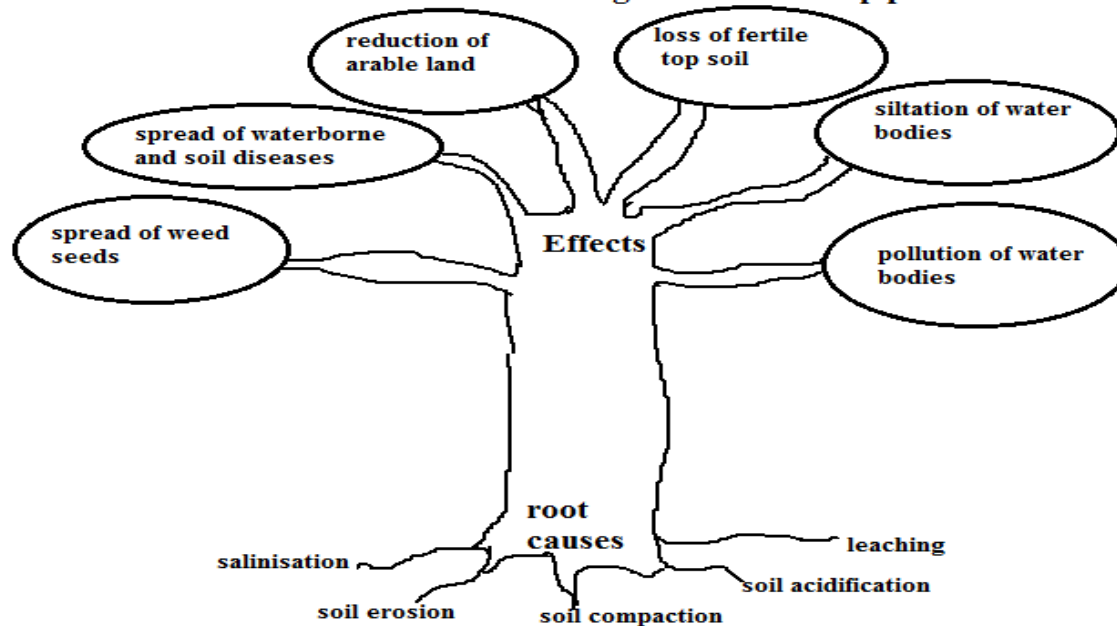 reduction of
arable land
loss of fertile
top soil
spread of waterborne
and soil diseases
siltation of water
bodies
spread of weed
seeds
Effects
pollution of water
bodies
root
causes
salinisation
leaching
soil erosion
soil compaction
soil acidification